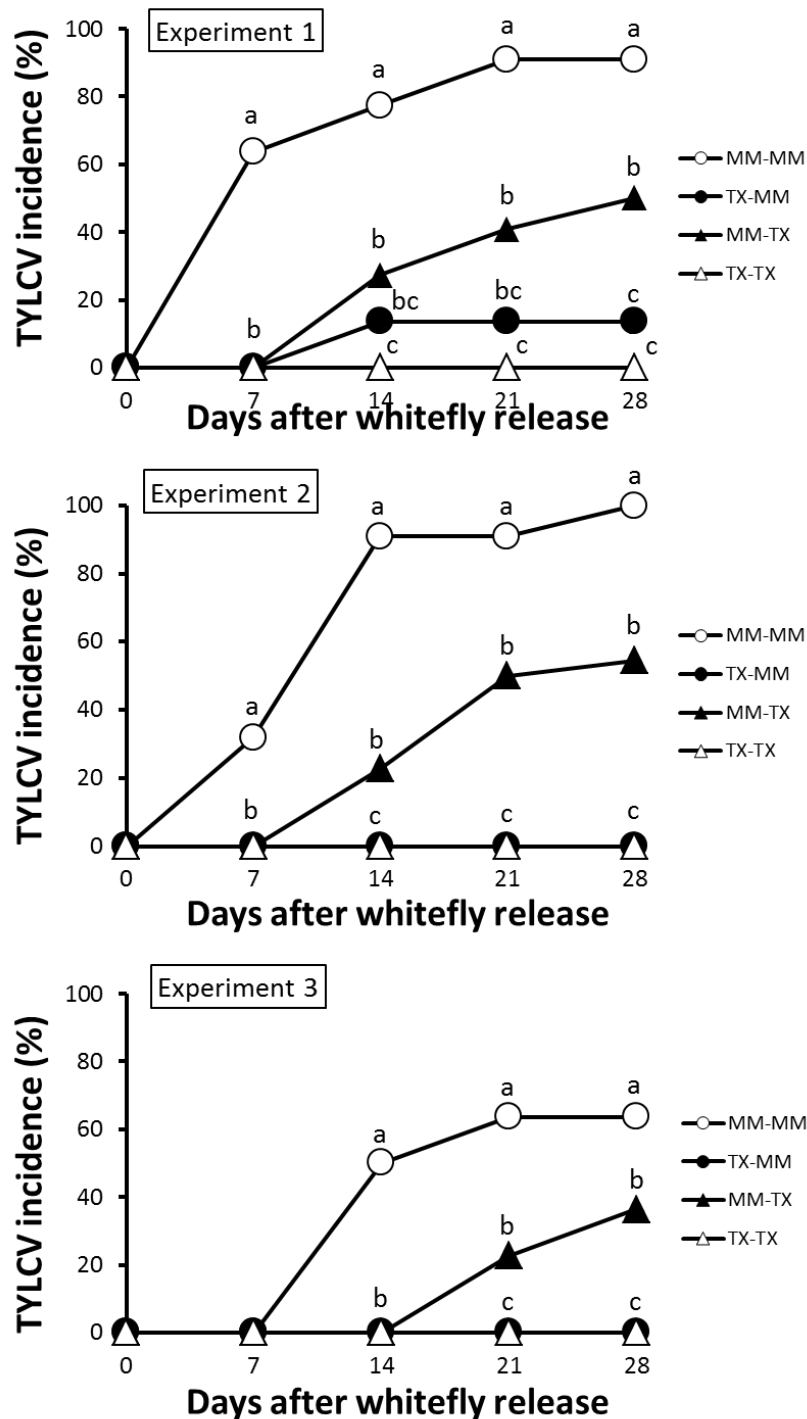 Experiment 1
TYLCV incidence (%)
100
80
60
40
20
0
a
a
a
a
b
b
b
b
bc
bc
c
c
c
c
0
7
14
21
28
Days after whitefly release
MM-MM
TX-MM
MM-TX
TX-TX
Experiment 2
TYLCV incidence (%)
100
80
60
40
20
0
a
a
a
a
b
b
b
b
c
c
c
0
7
14
21
28
Days after whitefly release
MM-MM
TX-MM
MM-TX
TX-TX
Experiment 3
TYLCV incidence (%)
100
80
60
40
20
0
a
a
a
b
b
b
c
c
0
7
14
21
28
Days after whitefly release
MM-MM
TX-MM
MM-TX
TX-TX